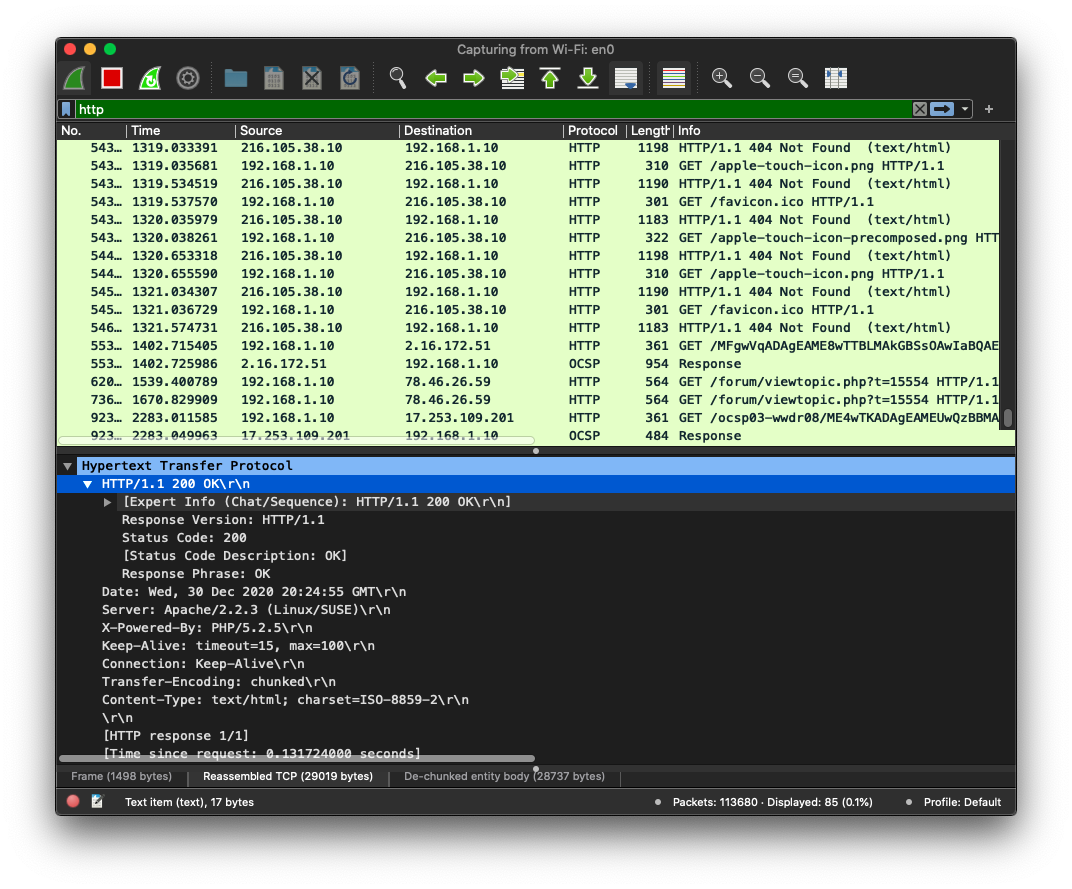 Capturing from Wi-Fi: en0
http
No. Time Source Destination Protocol Length Info
543… 1319.033391 216.105.38.10 192.168.1.10 HTTP 1198 HTTP/1.1 404 Not Found (text/html)
543… 1319.035681 192.168.1.10 216.105.38.10 HTTP 310 GET /apple-touch-icon.png HTTP/1.1
543… 1319.534519 216.105.38.10 192.168.1.10 HTTP 1190 HTTP/1.1 404 Not Found (text/html)
543… 1319.537570 192.168.1.10 216.105.38.10 HTTP 301 GET /favicon.ico HTTP/1.1
543… 1320.035979 216.105.38.10 192.168.1.10 HTTP 1183 HTTP/1.1 404 Not Found (text/html)
543… 1320.038261 192.168.1.10 216.105.38.10 HTTP 322 GET /apple-touch-icon-precomposed.png HTT
544… 1320.653318 216.105.38.10 192.168.1.10 HTTP 1198 HTTP/1.1 404 Not Found (text/html)
544… 1320.655590 192.168.1.10 216.105.38.10 HTTP 310 GET /apple-touch-icon.png HTTP/1.1
545… 1321.034307 216.105.38.10 192.168.1.10 HTTP 1190 HTTP/1.1 404 Not Found (text/html)
545… 1321.036729 192.168.1.10 216.105.38.10 HTTP 301 GET /favicon.ico HTTP/1.1
546… 1321.574731 216.105.38.10 192.168.1.10 HTTP 1183 HTTP/1.1 404 Not Found (text/html)
553… 1402.715405 192.168.1.10 2.16.172.51 HTTP 361 GET /MFgwVqADAgEAME8wTTBLMAkGBSsOAwIaBQAE
553… 1402.725986 2.16.172.51 192.168.1.10 OCSP 954 Response
620… 1539.400789 192.168.1.10 78.46.26.59 HTTP 564 GET /forum/viewtopic.php?t=15554 HTTP/1.1
736… 1670.829909 192.168.1.10 78.46.26.59 HTTP 564 GET /forum/viewtopic.php?t=15554 HTTP/1.1
923… 2283.011585 192.168.1.10 17.253.109.201 HTTP 361 GET /ocsp03-wwdr08/ME4wTKADAgEAMEUwQzBBMA
923… 2283.049963 17.253.109.201 192.168.1.10 OCSP 484 Response
Hypertext Transfer Protocol
HTTP/1.1 200 OK\r\n
[Expert Info (Chat/Sequence): HTTP/1.1 200 OK\r\n]
Response Version: HTTP/1.1
Status Code: 200
[Status Code Description: OK]
Response Phrase: OK
Date: Wed, 30 Dec 2020 20:24:55 GMT\r\n
Server: Apache/2.2.3 (Linux/SUSE)\r\n
X-Powered-By: PHP/5.2.5\r\n
Keep-Alive: timeout=15, max=100\r\n
Connection: Keep-Alive\r\n
Transfer-Encoding: chunked\r\n
Content-Type: text/html; charset=ISO-8859-2\r\n
\r\n
[HTTP response 1/1]
[Time since request: 0.131724000 seconds]
Frame (1498 bytes) Reassembled TCP (29019 bytes) De-chunked entity body (28737 bytes)
Text item (text), 17 bytes Packets: 113680 · Displayed: 85 (0.1%) Profile: Default